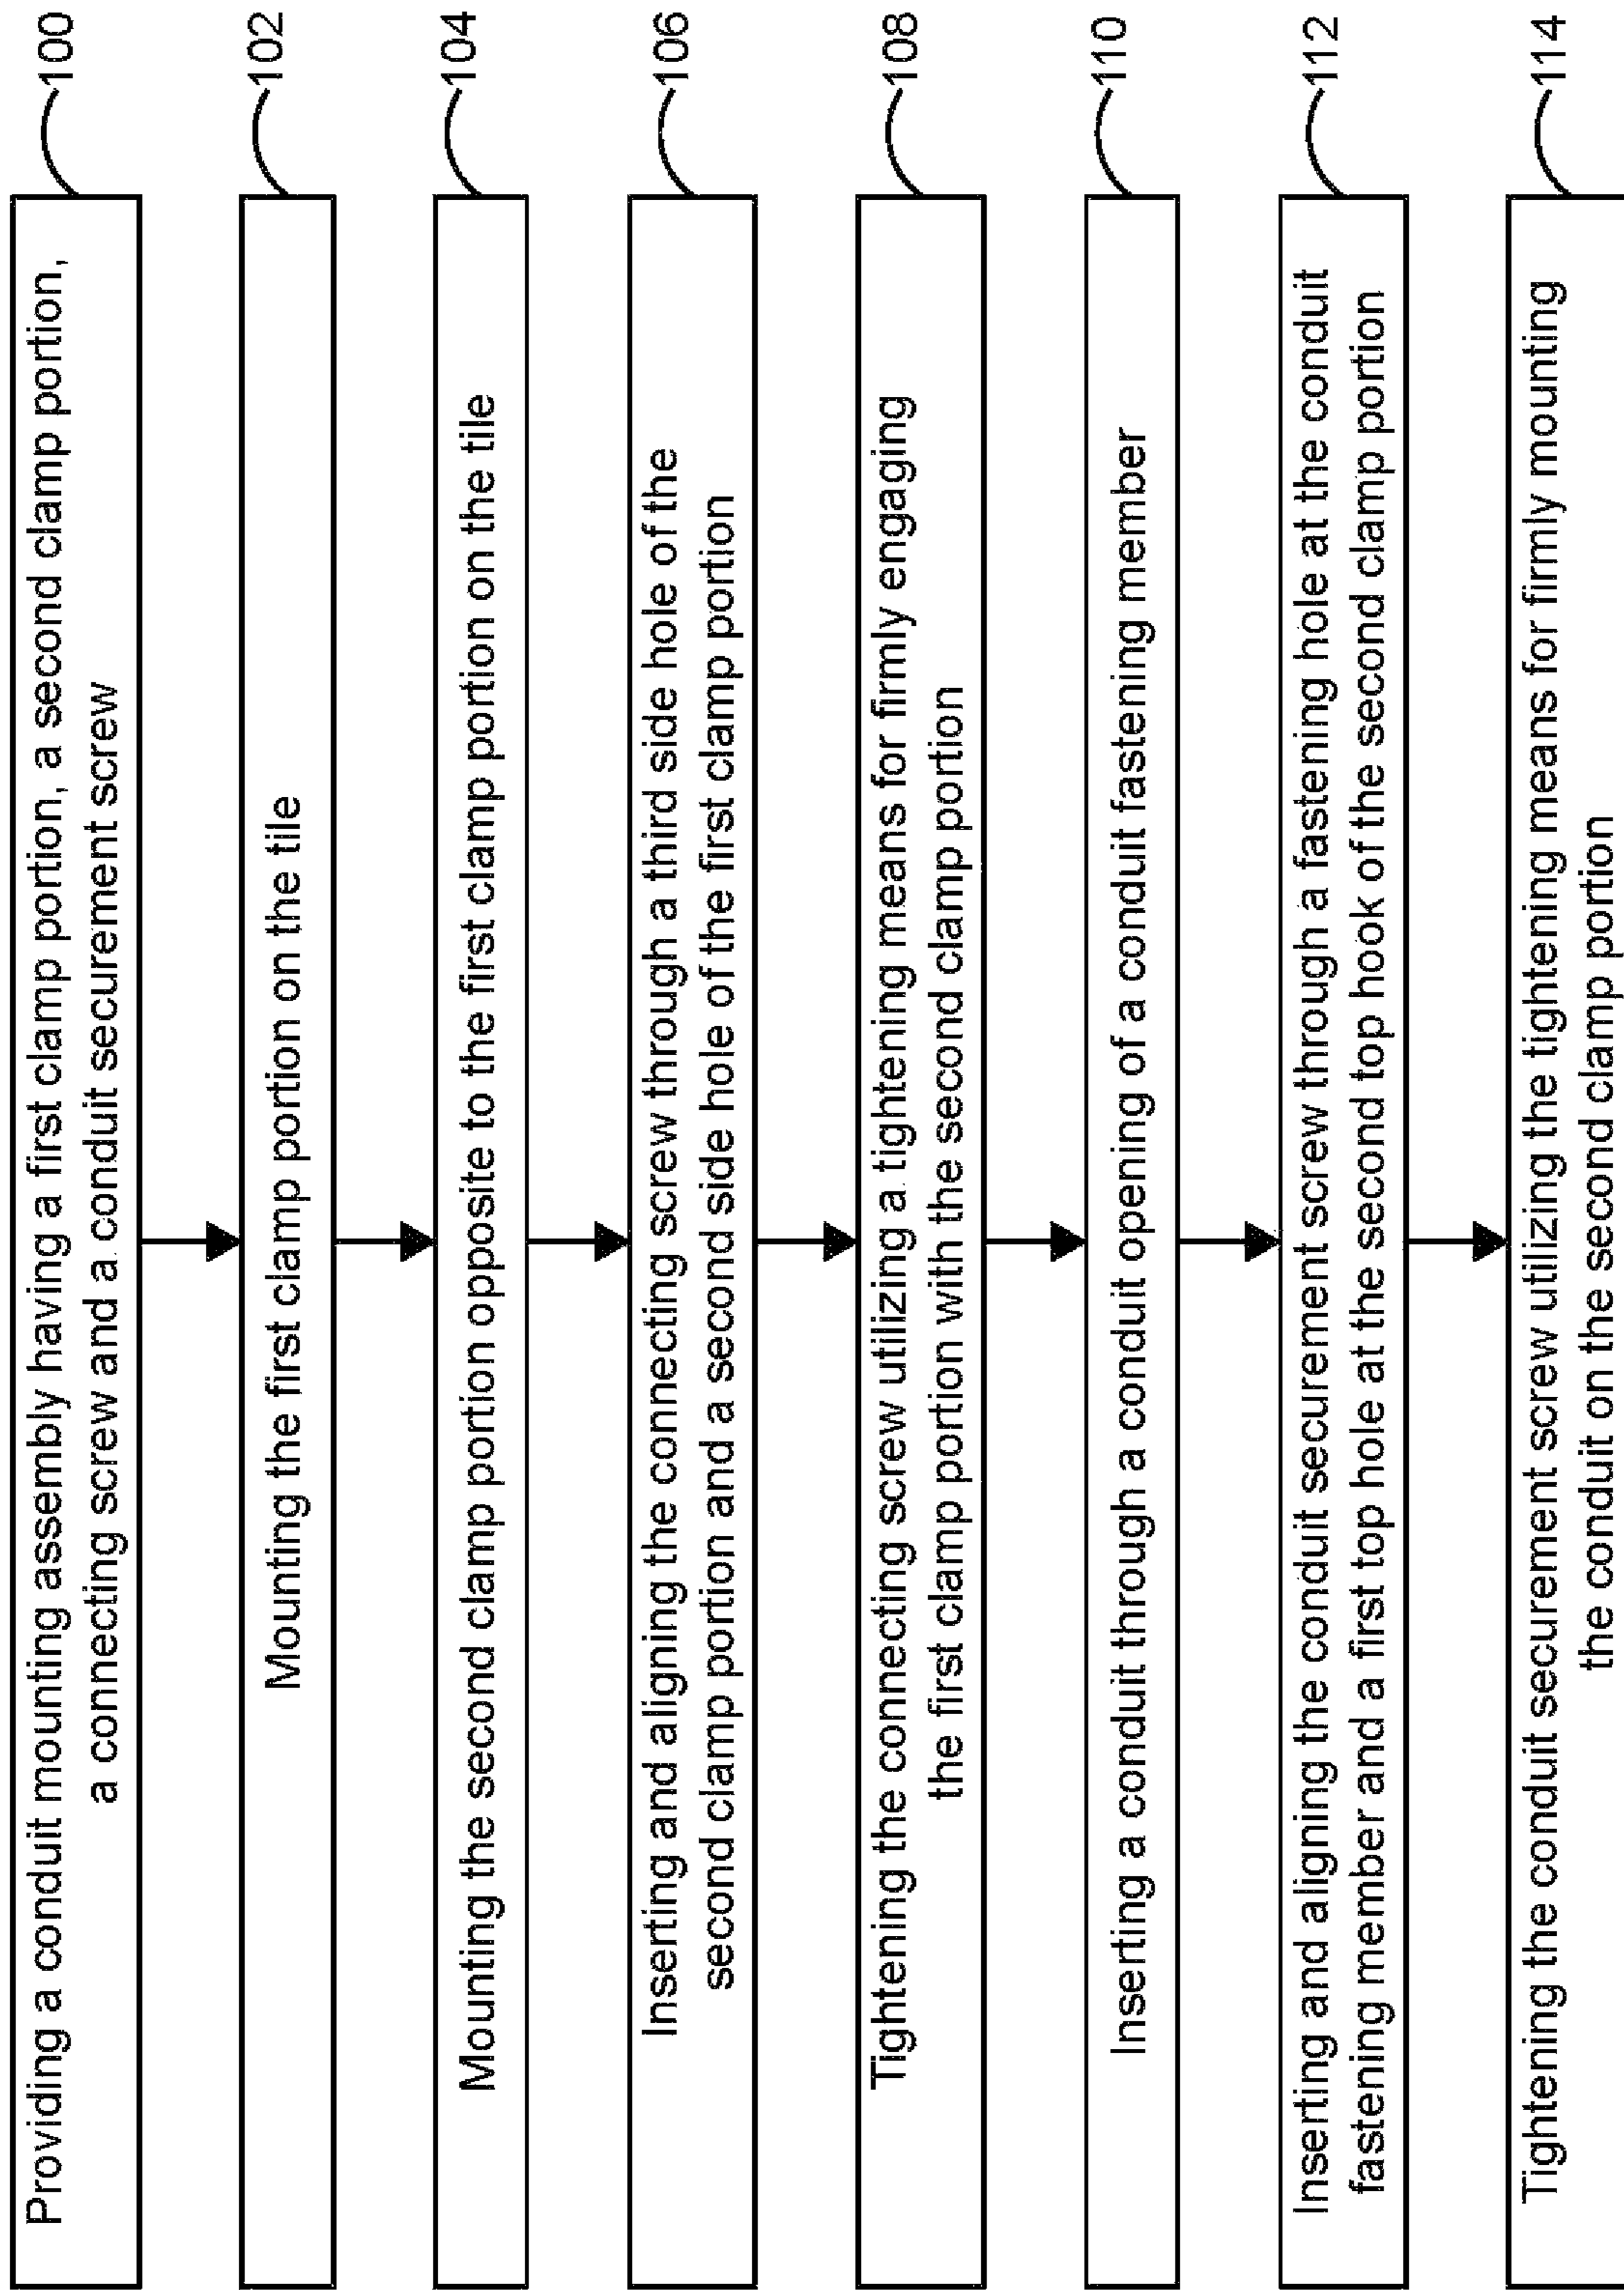 Providing a conduit mounting assembly having a first clamp portion, a second clamp portion,
a connecting screw and a conduit securement screw
100
Mounting the first clamp portion on the tile
102
Mounting the second clamp portion opposite to the first clamp portion on the tile
104
Inserting and aligning the connecting screw through a third side hole of the
second clamp portion and a second side hole of the first clamp portion
106
Tightening the connecting screw utilizing a tightening means for firmly engaging
the first clamp portion with the second clamp portion
108
Inserting a conduit through a conduit opening of a conduit fastening member
110
Inserting and aligning the conduit securement screw through a fastening hole at the conduit
fastening member and a first top hole at the second top hook of the second clamp portion
112
Tightening the conduit securement screw utilizing the tightening means for firmly mounting
the conduit on the second clamp portion
114